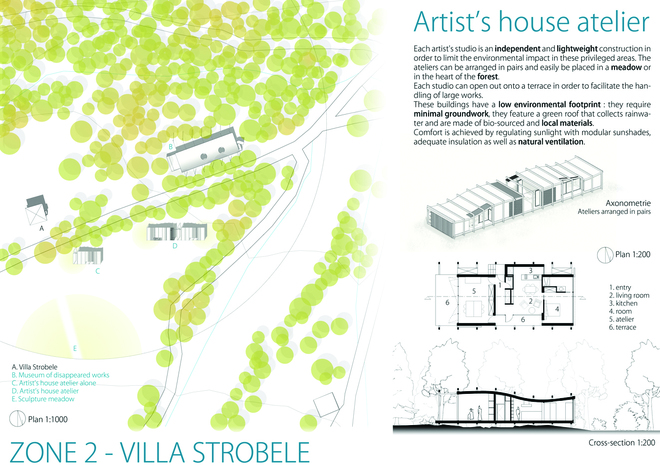 Artist's house atelier
Each artist's studio is an independent and lightweight construction in
order to limit the environmental impact in these privileged areas. The
ateliers can be arranged in pairs and easily be placed in a meadow or
in the heart of the forest.
Each studio can open out onto a terrace in order to facilitate the han-
dling of large works.
These buildings have a low environmental footprint : they require
minimal groundwork, they feature a green roof that collects rainwa-
ter and are made of bio-sourced and local materials.
Comfort is achieved by regulating sunlight with modular sunshades,
adequate insulation as well as natural ventilation.
B
A
D
C
E
Axonometrie
Ateliers arranged in pairs
Plan 1:200
3
1
5
2
4
6
6
1. entry
2. living room
3. kitchen
4. room
5. atelier
6. terrace
A. Villa Strobele
B. Museum of disappeared works
C. Artist's house atelier alone
D. Artist's house atelier
E. Sculpture meadow
Plan 1:1000
Cross-section 1:200
ZONE 2 - VILLA STROBELE